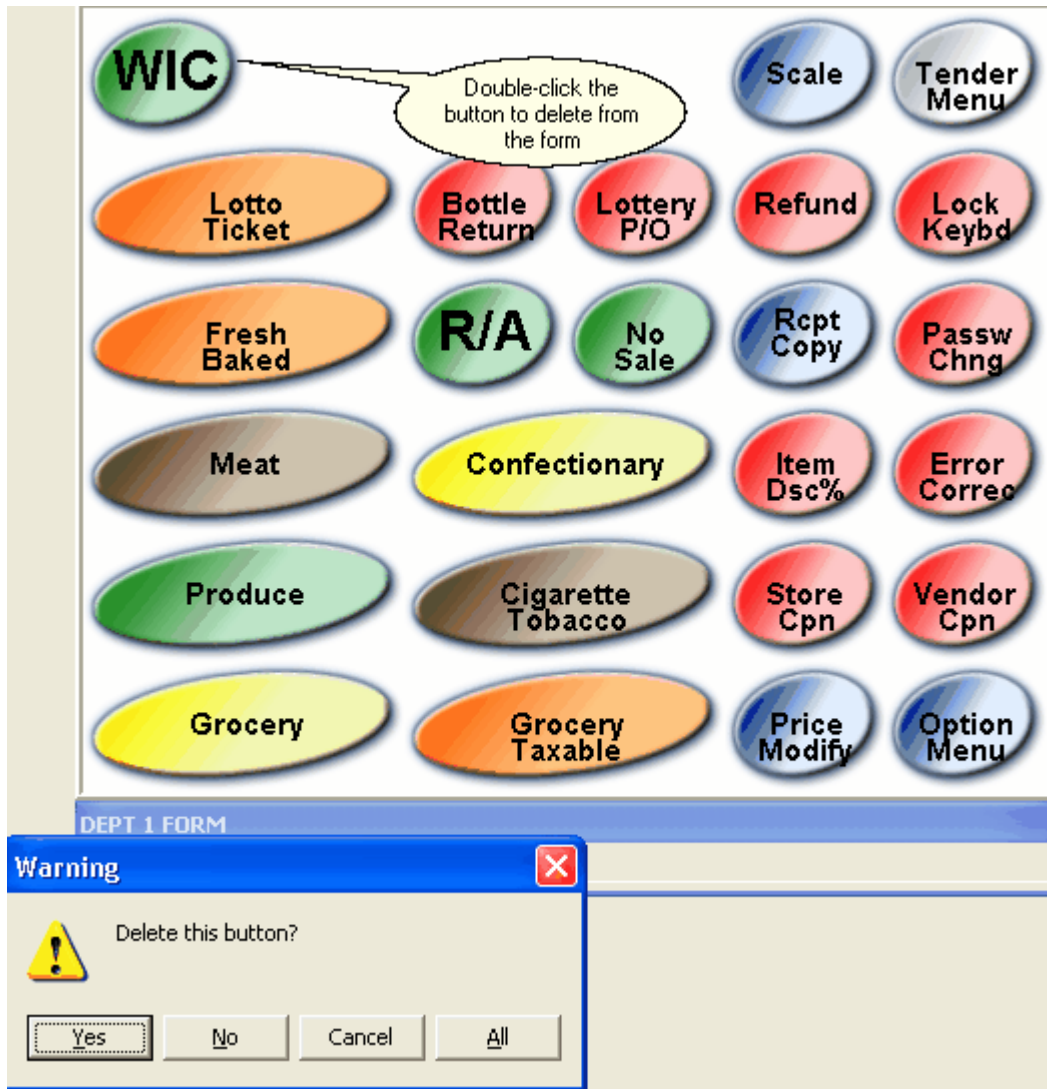 WIC
Double-click the
button to delete from
the form
Scale
Tender
Menu
Lotto
Ticket
Bottle
Return
Lottery
P/O
Refund
Lock
Keybd
Fresh
Baked
R/A
No
Sale
Rcpt
Copy
Passw
Chng
Meat
Confectionary
Item
Dsc%
Error
Correc
Produce
Cigarette
Tobacco
Store
Cpn
Vendor
Cpn
Grocery
Grocery
Taxable
Price
Modify
Option
Menu
DEPT 1 FORM
Warning
Delete this button?
Yes
No
Cancel
All